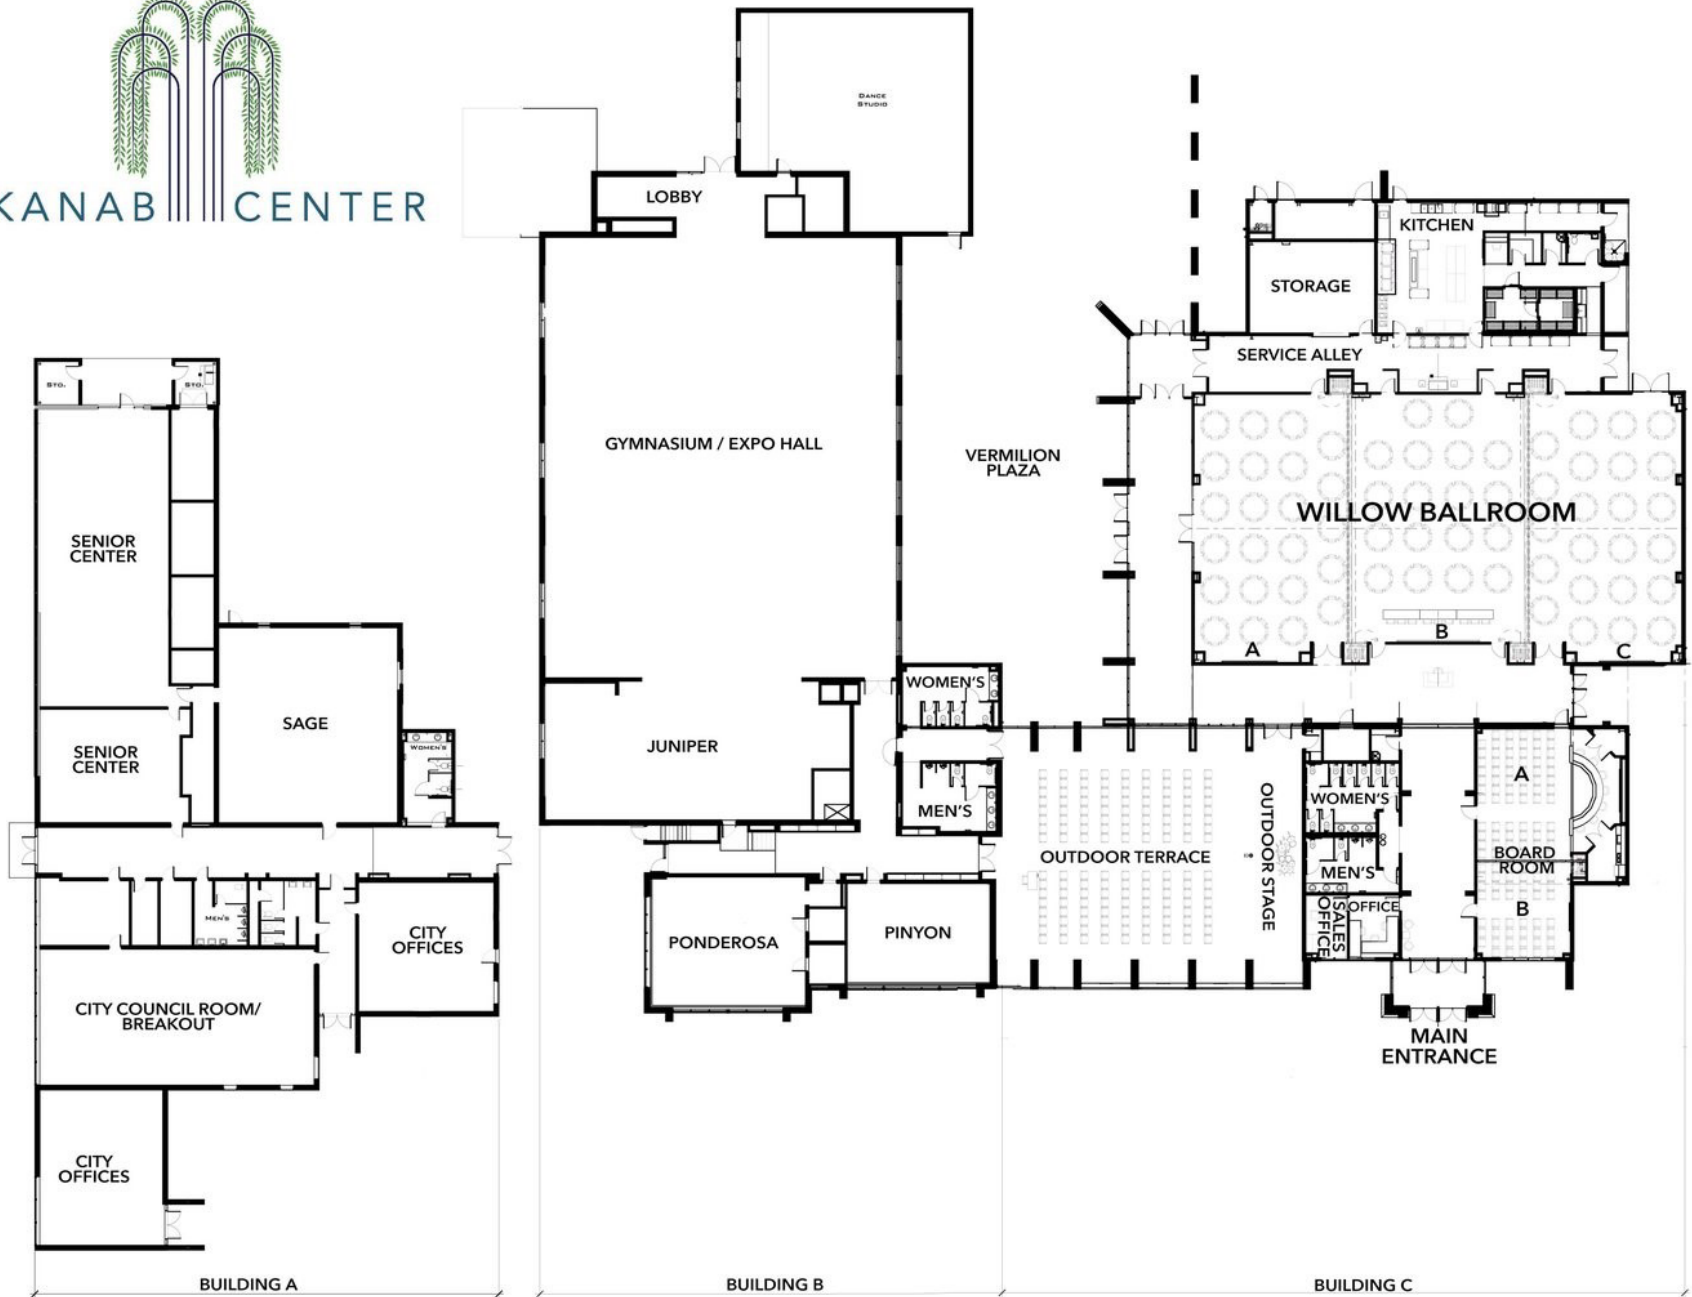 KANAB CENTER
DANCE
STUDIO
LOBBY
KITCHEN
STORAGE
SERVICE ALLEY
STO.
STO.
GYMNASIUM / EXPO HALL
VERMILION
PLAZA
WILLOW BALLROOM
SENIOR
CENTER
A
B
C
WOMEN'S
SAGE
JUNIPER
SENIOR
CENTER
WOMEN'S
MEN'S
OUTDOOR TERRACE
OUTDOOR STAGE
WOMEN'S
MEN'S
A
BOARD
ROOM
B
SALES
OFFICE
OFFICE
MEN'S
CITY
OFFICES
PONDEROSA
PINYON
CITY COUNCIL ROOM/
BREAKOUT
MAIN
ENTRANCE
CITY
OFFICES
BUILDING A
BUILDING B
BUILDING C